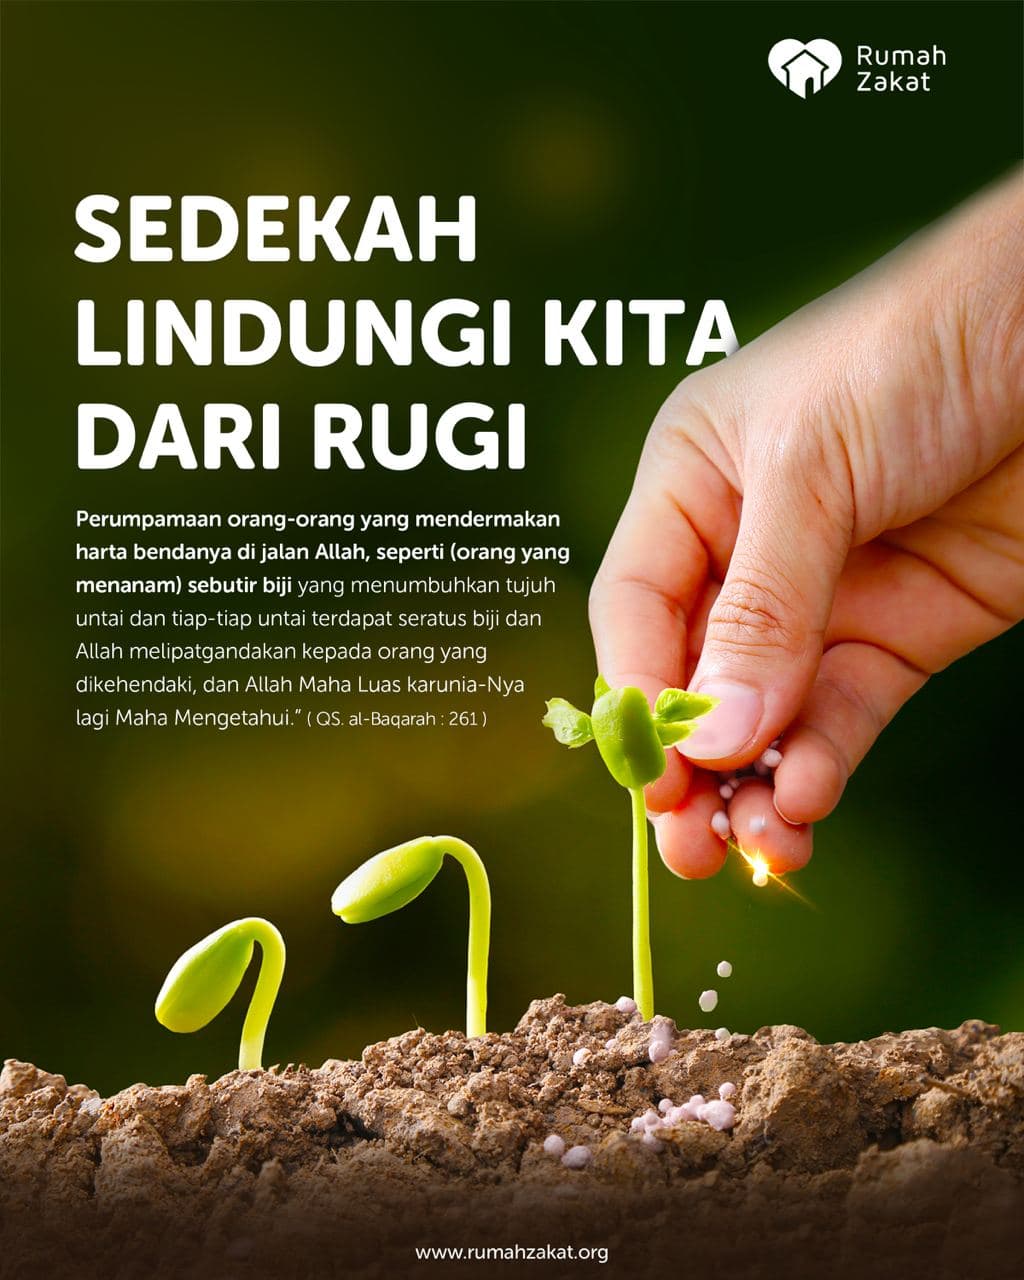 Rumah
Zakat
SEDEKAH
LINDUNGI KITA
DARI RUGI
Perumpamaan orang-orang yang mendermakan
harta bendanya di jalan Allah, seperti (orang yang
menanam) sebutir biji yang menumbuhkan tujuh
untai dan tiap-tiap untai terdapat seratus biji dan
Allah melipatgandakan kepada orang yang
dikehendaki, dan Allah Maha Luas karunia-Nya
lagi Maha Mengetahui.” ( QS. al-Baqarah : 261 )
www.rumahzakat.org